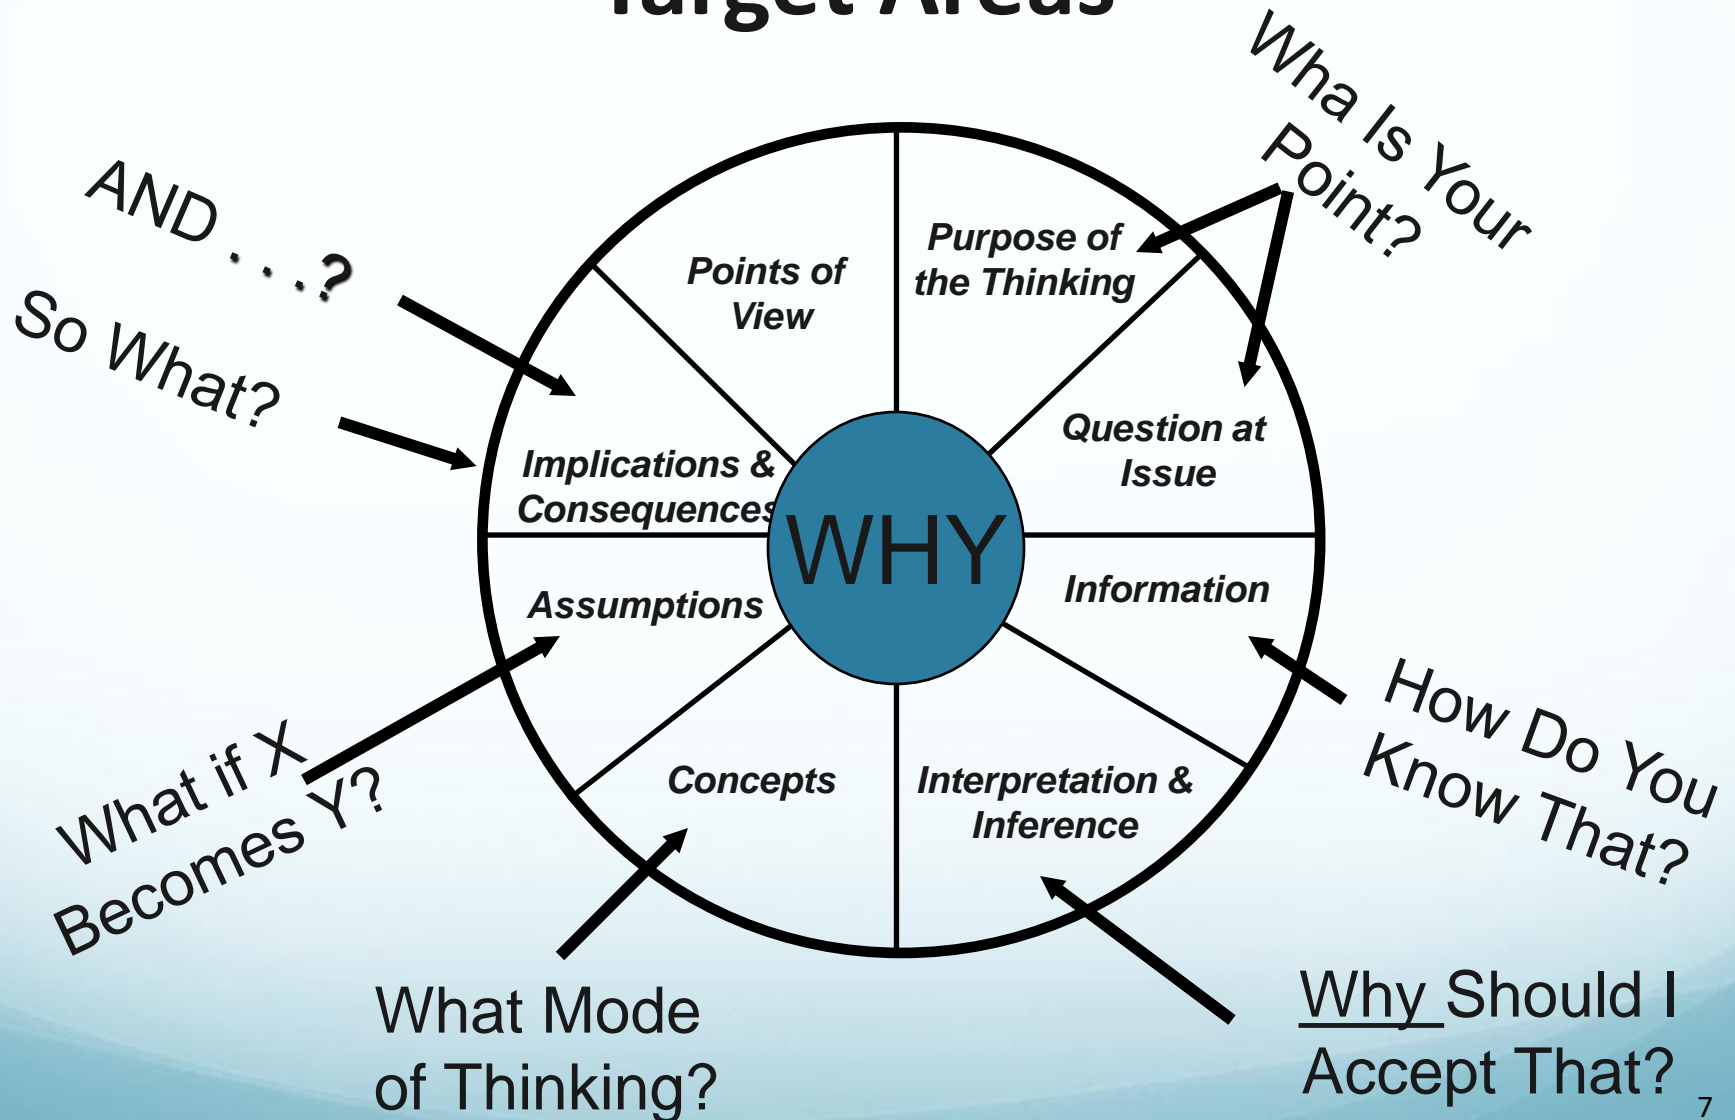 Target Areas
Wha Is Your
Point?
AND . . .?
So What?
Points of
View
Purpose of
the Thinking
Question at
Issue
Implications &
Consequences
WHY
Information
Assumptions
Concepts
Interpretation &
Inference
How Do You
Know That?
What if X
Becomes Y?
What Mode
of Thinking?
Why Should I
Accept That?
7